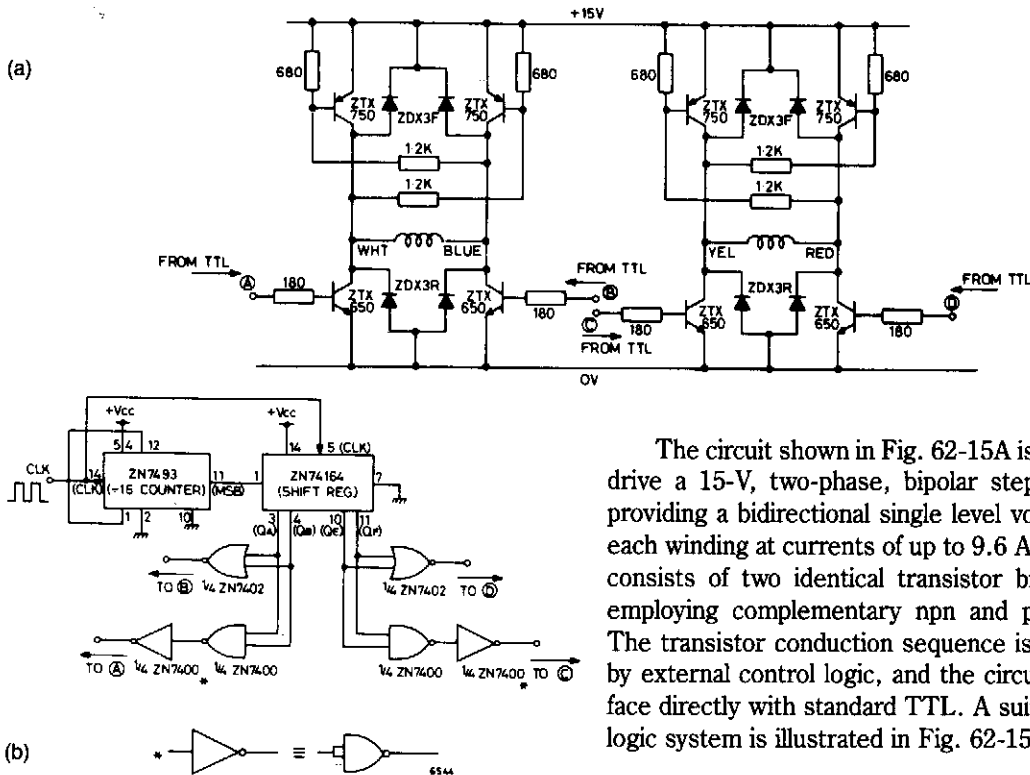 (a)
+15V
680
680
680
680
ZTX
750
ZDX3F
ZTX
750
ZTX
750
ZDX3F
ZTX
750
1·2K
1·2K
1·2K
1·2K
WHT
BLUE
YEL
RED
FROM TTL
Ⓐ
180
ZTX
650
ZDX3R
ZTX
650
180
FROM TTL
Ⓑ
Ⓒ
FROM TTL
180
ZTX
650
ZDX3R
ZTX
650
180
FROM TTL
Ⓓ
0V
+Vcc
+Vcc
CLK
14
(CLK)
5 4 12
ZN7493
(÷16 COUNTER)
1 2 10
11
(MSB)
1
14
5 (CLK)
ZN74164
(SHIFT REG)
7
3 4 10 11
(QA) (QB) (QE) (QF)
TO Ⓑ
1/4 ZN7402
1/4 ZN7402
TO Ⓓ
TO Ⓐ
1/4 ZN7400 *
1/4 ZN7400
1/4 ZN7400
1/4 ZN7400 *
TO Ⓒ
(b)
* ≡
6544
The circuit shown in Fig. 62-15A is
drive a 15-V, two-phase, bipolar step
providing a bidirectional single level vo
each winding at currents of up to 9.6 A
consists of two identical transistor b
employing complementary npn and p
The transistor conduction sequence is
by external control logic, and the circu
face directly with standard TTL. A sui
logic system is illustrated in Fig. 62-15